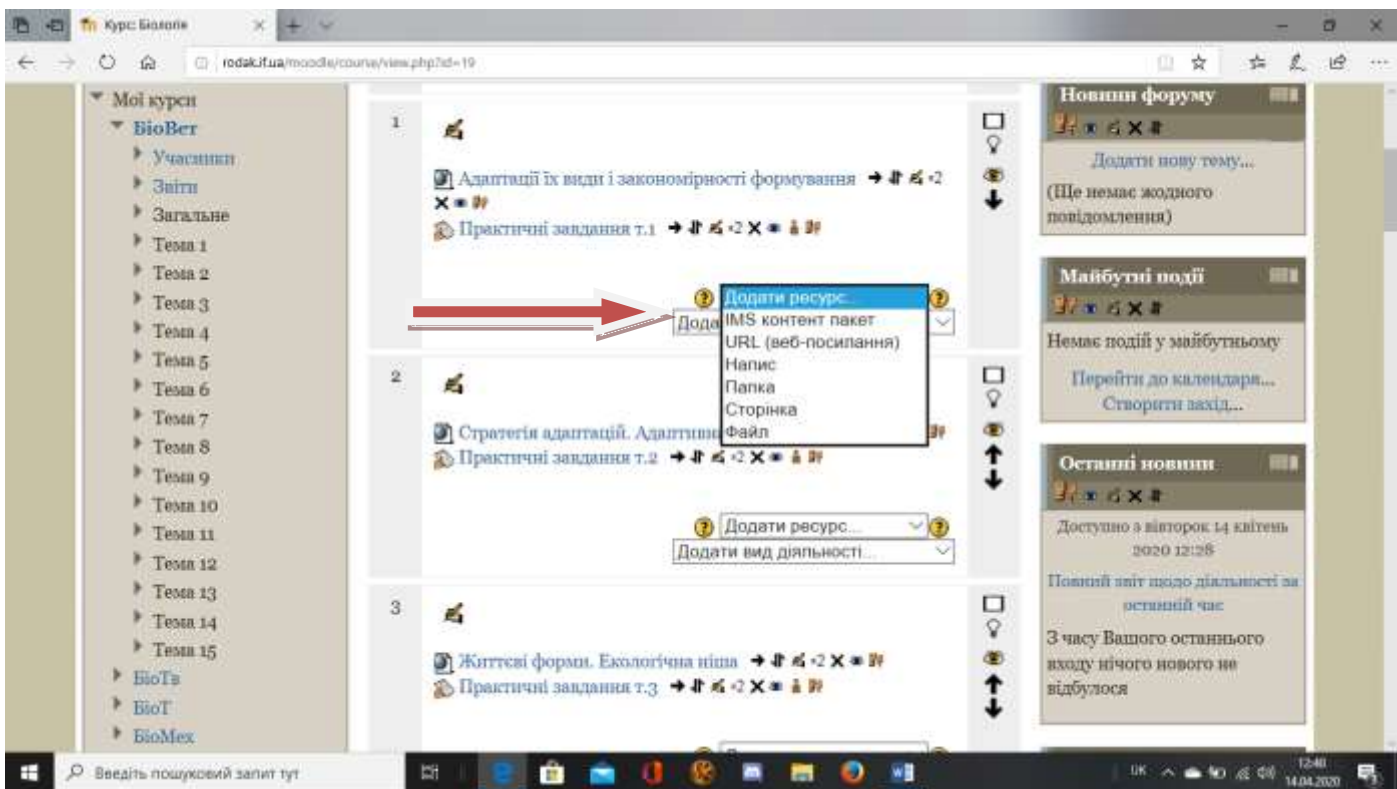 Курс: Біологія
rodak.if.ua/moodle/course/view.php?id=19
Мої курси
БіоВет
Учасники
Звіти
Загальне
Тема 1
Тема 2
Тема 3
Тема 4
Тема 5
Тема 6
Тема 7
Тема 8
Тема 9
Тема 10
Тема 11
Тема 12
Тема 13
Тема 14
Тема 15
БіоТв
БіоТ
БіоМех
1
Адаптації їх види і закономірності формування
Практичні завдання т.1
Додати ресурс...
IMS контент пакет
URL (веб-посилання)
Напис
Папка
Сторінка
Файл
Дода
2
Стратегія адаптацій.
Практичні завдання т.2
Додати ресурс...
Додати вид діяльності...
3
Життєві форми. Екологічна ніша
Практичні завдання т.3
Новини форуму
Додати нову тему...
(Ще немає жодного
повідомлення)
Майбутні події
Немає подій у майбутньому
Перейти до календаря...
Створити захід...
Останні новини
Доступно з вівторок 14 квітень
2020 12:28
Повний звіт щодо діяльності за
останній час
З часу Вашого останнього
входу нічого нового не
відбулося
Введіть пошуковий запит тут
UK
12:40
14.04.2020